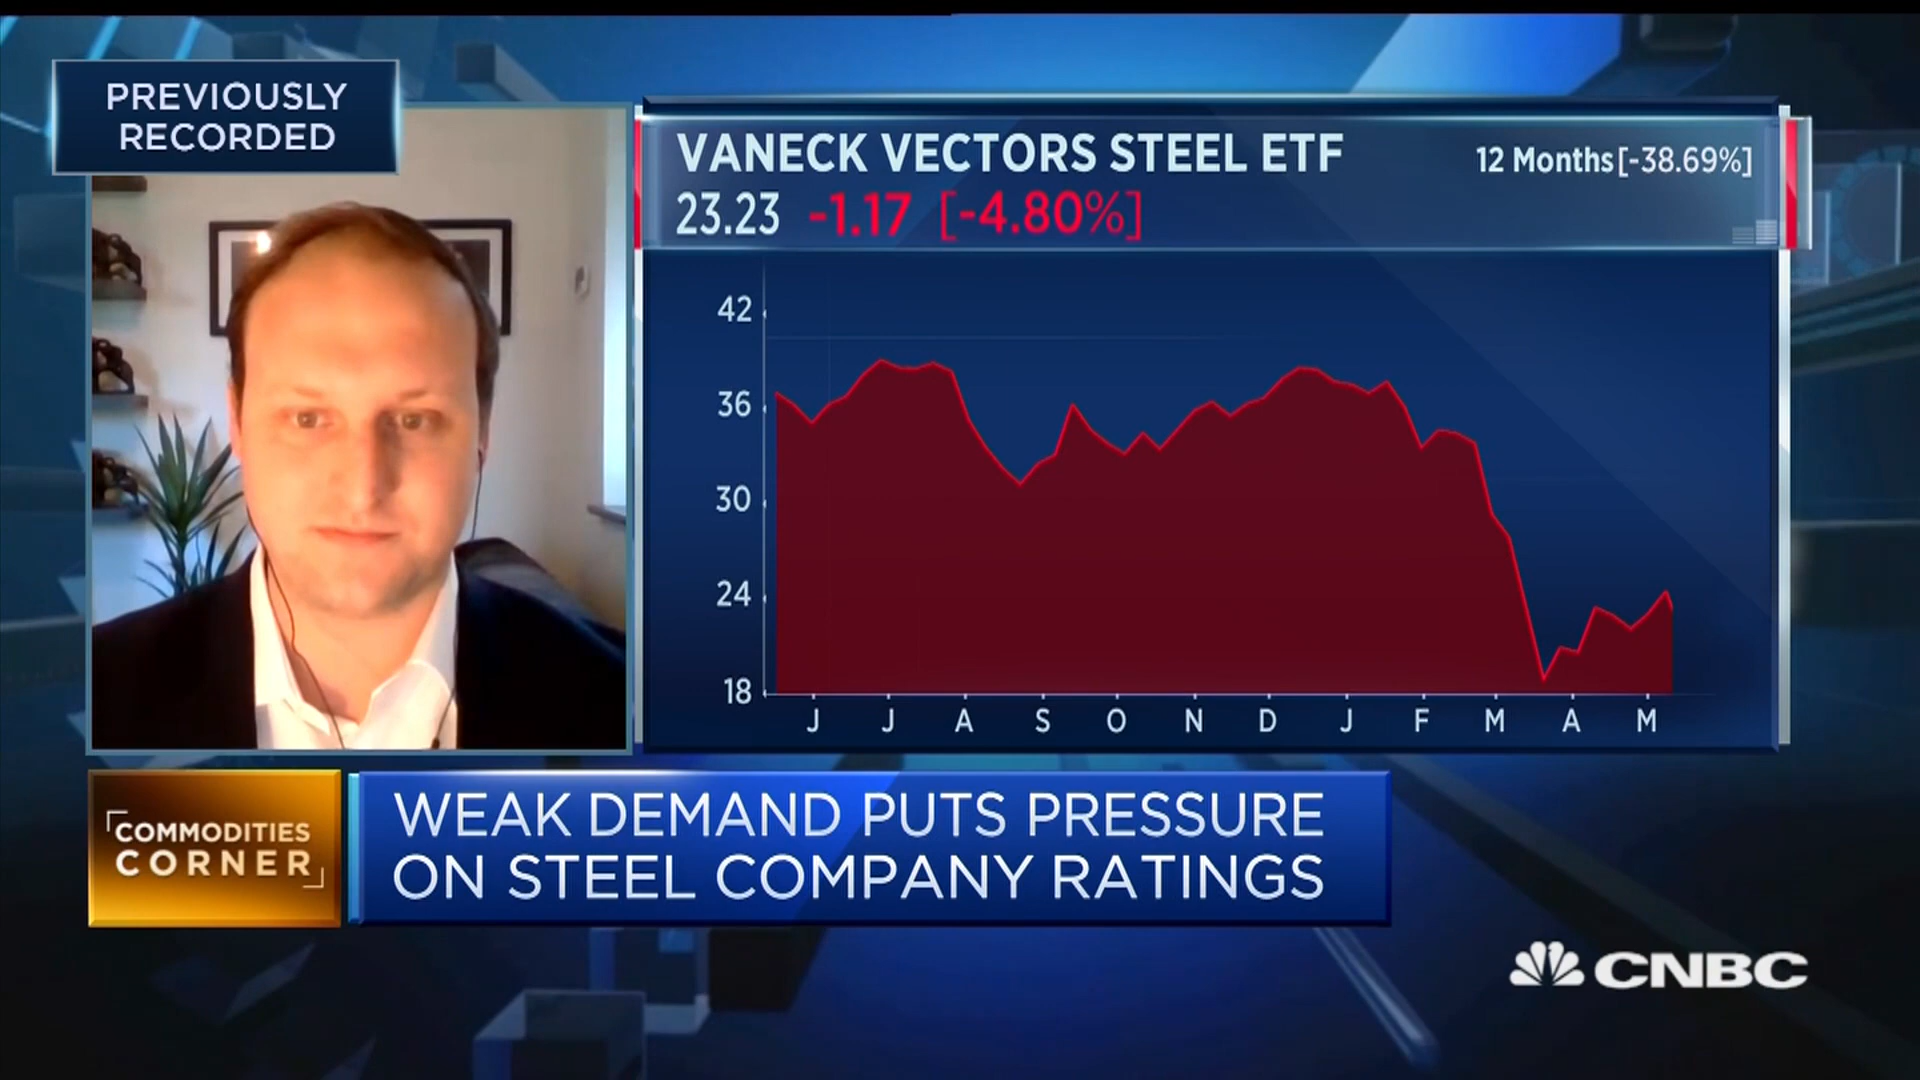 PREVIOUSLY
RECORDED
VANECK VECTORS STEEL ETF
12 Months[-38.69%]
23.23 -1.17 [-4.80%]
42
36
30
24
18
J J A S O N D J F M A M
COMMODITIES
CORNER
WEAK DEMAND PUTS PRESSURE
ON STEEL COMPANY RATINGS
CNBC